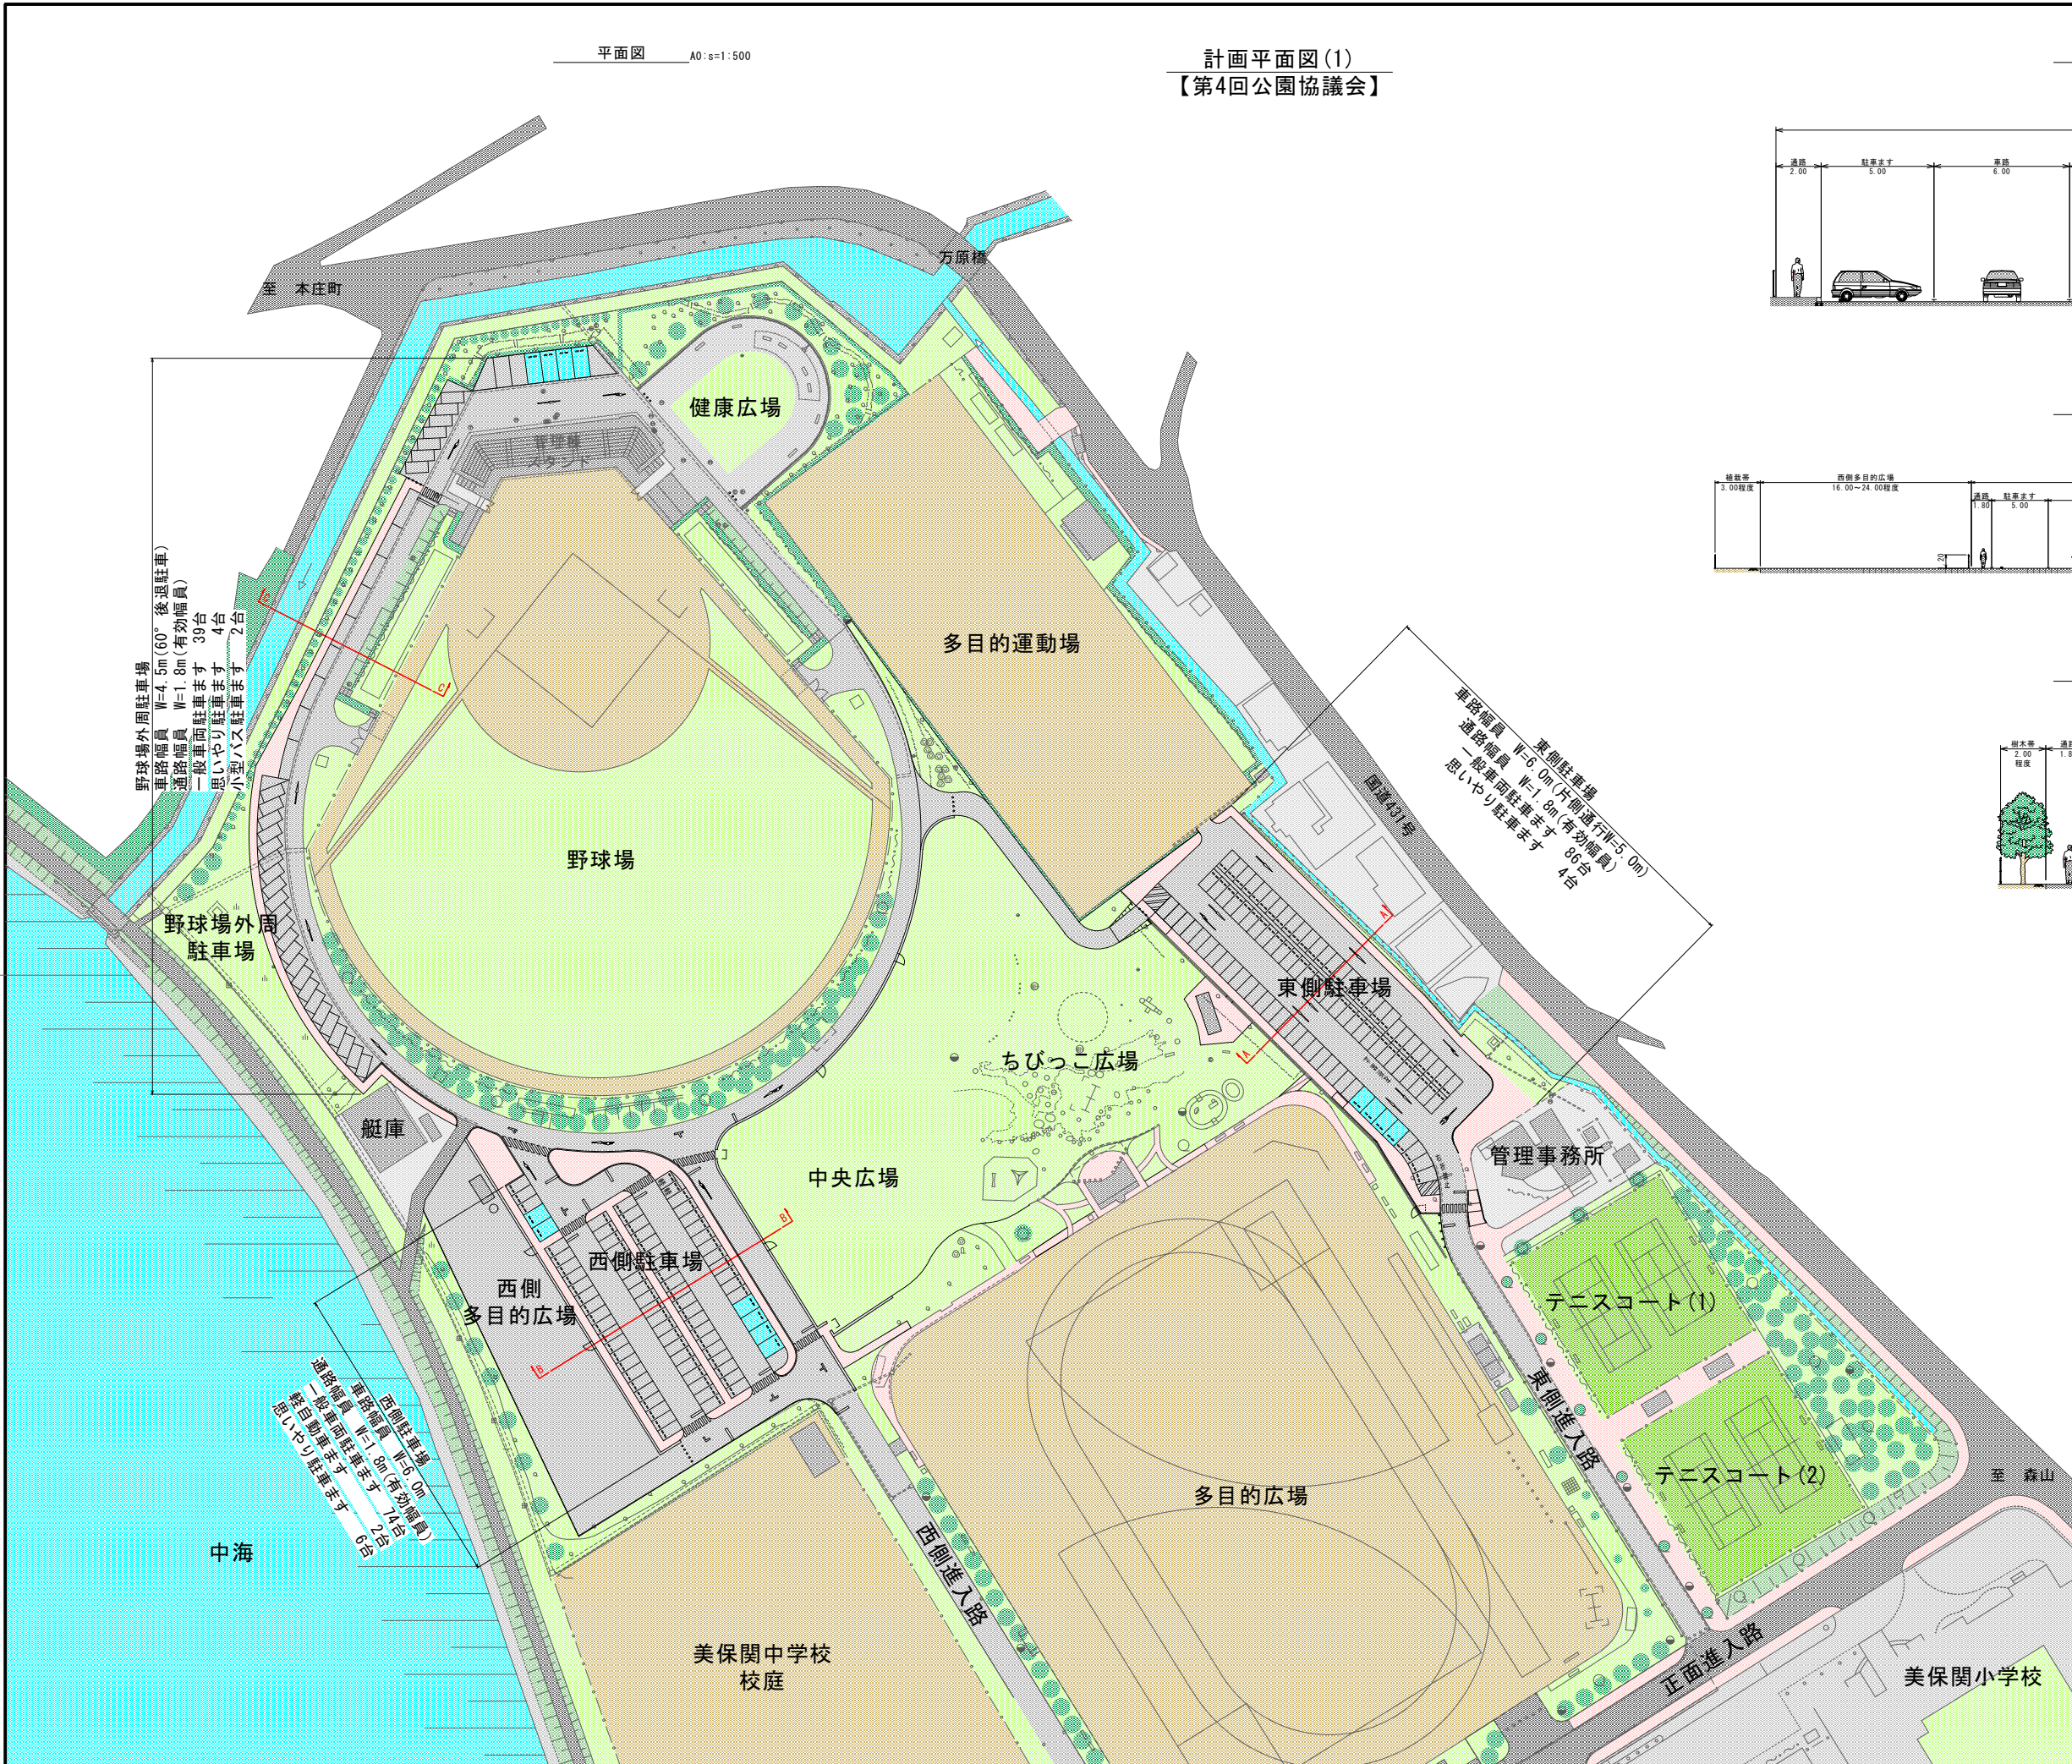 平面図 A0:s=1:500
計画平面図(1)
【第4回公園協議会】
通路
2.00
駐車ます
5.00
車路
6.00
至 本庄町
万原橋
健康広場
管理棟
スタンド
植栽帯
3.00程度
西側多目的広場
16.00～24.00程度
通路
1.80
駐車ます
5.00
野球場外周駐車場
車路幅員 W=4.5m(60° 後退駐車)
通路幅員 W=1.8m(有効幅員)
一般車両駐車ます 39台
思いやり駐車ます 4台
小型バス駐車ます 2台
C
C'
多目的運動場
東側駐車場
車路幅員 W=6.0m(片側通行W=5.0m)
通路幅員 W=1.8m(有効幅員)
一般車両駐車ます 86台
思いやり駐車ます 4台
国道431号
樹木帯
2.00
程度
野球場
野球場外周
駐車場
東側駐車場
A
A'
ちびっこ広場
艇庫
中央広場
管理事務所
西側駐車場
B
B'
西側
多目的広場
テニスコート(1)
西側駐車場
車路幅員 W=6.0m
通路幅員 W=1.8m(有効幅員)
一般車両駐車ます 74台
軽自動車ます 2台
思いやり駐車ます 6台
東側進入路
テニスコート(2)
至 森山
多目的広場
中海
西側進入路
美保関中学校
校庭
正面進入路
美保関小学校